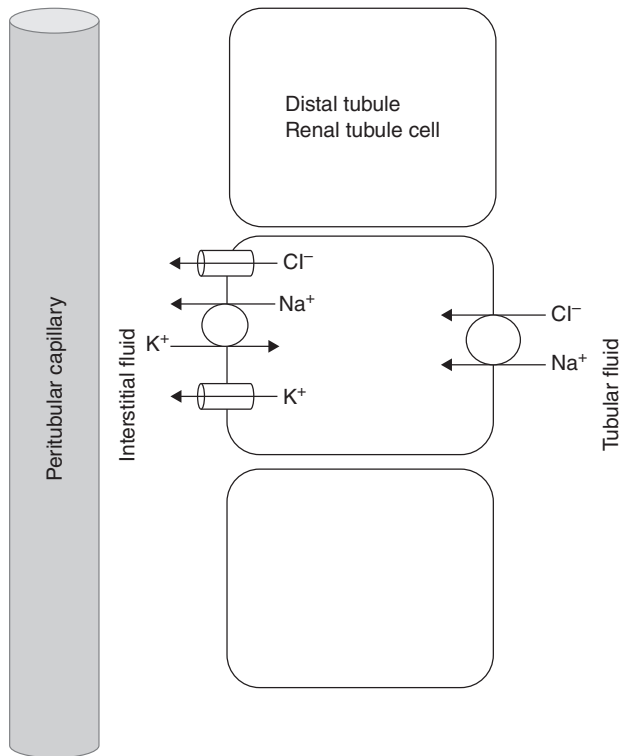 Distal tubule
Renal tubule cell
Peritubular capillary
Interstitial fluid
Cl⁻
Na⁺
K⁺
K⁺
Cl⁻
Na⁺
Tubular fluid